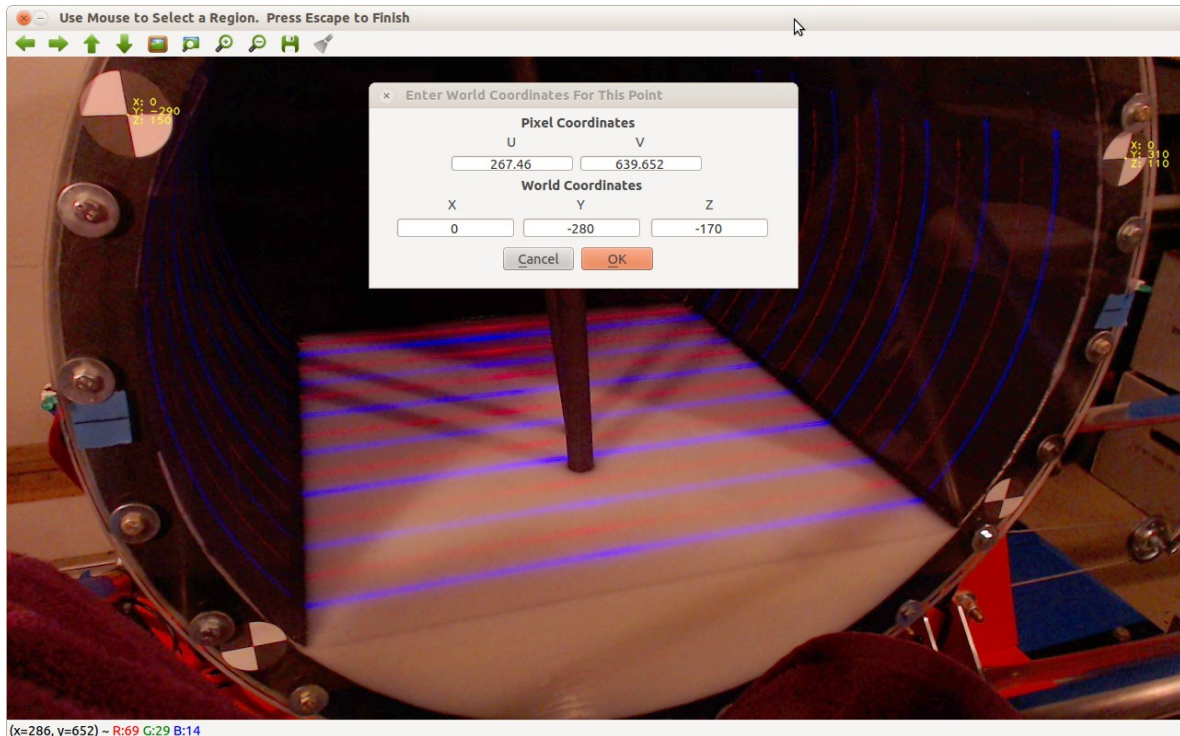 Use Mouse to Select a Region. Press Escape to Finish
X: 0
Y: -290
Z: 150
Enter World Coordinates For This Point
Pixel Coordinates
U V
267.46 639.652
World Coordinates
X Y Z
0 -280 -170
Cancel OK
X: 0
Y: 310
Z: 110
(x=286, y=652) ~ R:69 G:29 B:14